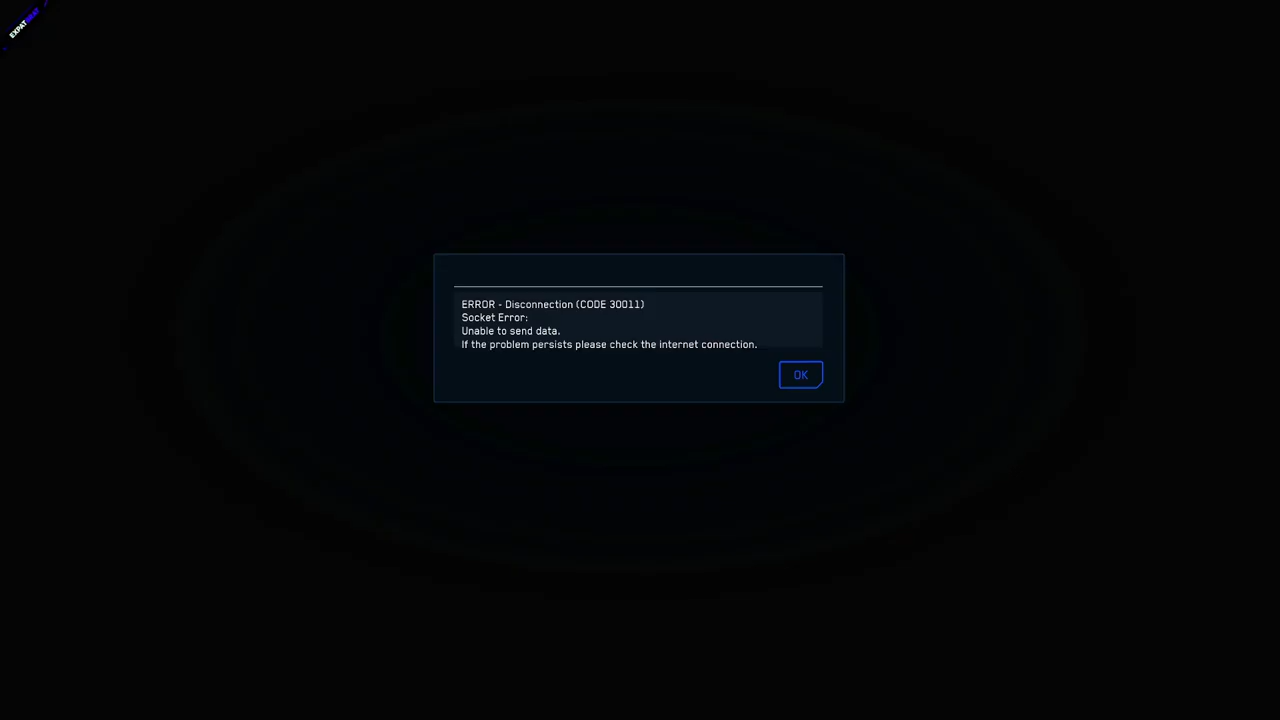 EXPAT
ERROR - Disconnection (CODE 30011)
Socket Error:
Unable to send data.
If the problem persists please check the internet connection.
OK